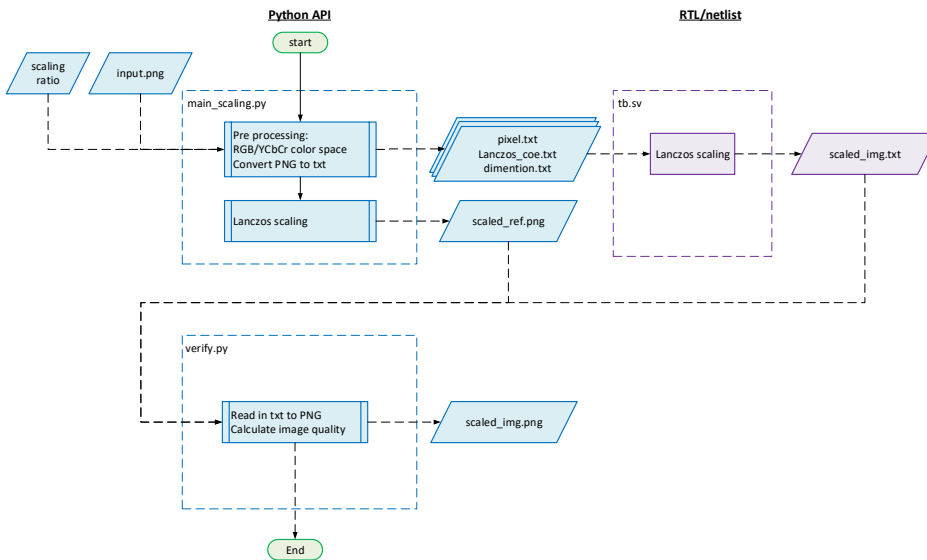 Python API
RTL/netlist
start
scaling
ratio
input.png
main_scaling.py
tb.sv
Pre processing:
RGB/YCbCr color space
Convert PNG to txt
pixel.txt
Lanczos_coe.txt
dimention.txt
Lanczos scaling
scaled_img.txt
Lanczos scaling
scaled_ref.png
verify.py
Read in txt to PNG
Calculate image quality
scaled_img.png
End